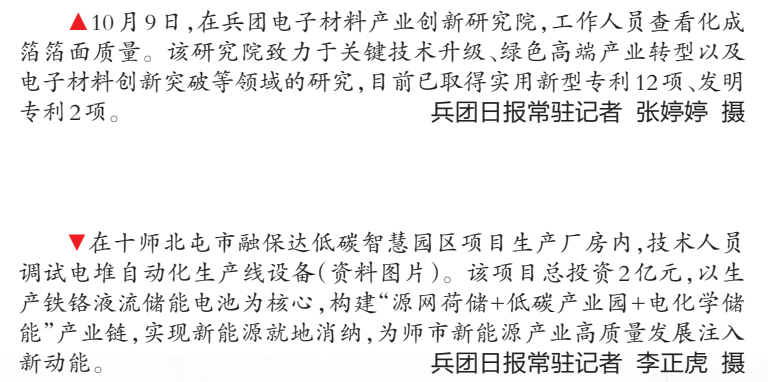 ▲10月9日，在兵团电子材料产业创新研究院，工作人员查看化成
箔箔面质量。该研究院致力于关键技术升级、绿色高端产业转型以及
电子材料创新突破等领域的研究，目前已取得实用新型专利12项、发明
专利2项。 兵团日报常驻记者 张婷婷 摄
▼在十师北屯市融保达低碳智慧园区项目生产厂房内，技术人员
调试电堆自动化生产线设备（资料图片）。该项目总投资2亿元，以生
产铁铬液流储能电池为核心，构建“源网荷储+低碳产业园+电化学储
能”产业链，实现新能源就地消纳，为师市新能源产业高质量发展注入
新动能。 兵团日报常驻记者 李正虎 摄